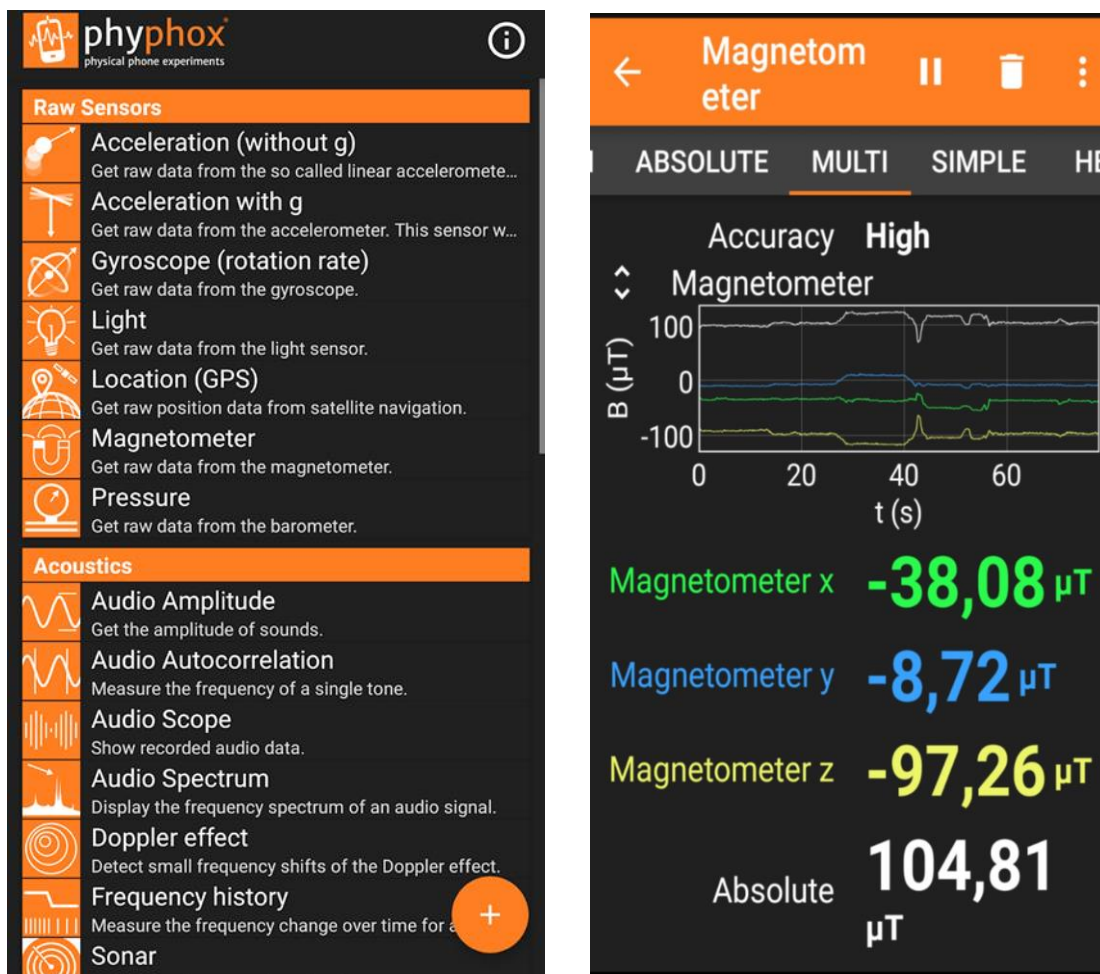 phyphox
physical phone experiments
Raw Sensors
Acceleration (without g)
Get raw data from the so called linear acceleromete...
Acceleration with g
Get raw data from the accelerometer. This sensor w...
Gyroscope (rotation rate)
Get raw data from the gyroscope.
Light
Get raw data from the light sensor.
Location (GPS)
Get raw position data from satellite navigation.
Magnetometer
Get raw data from the magnetometer.
Pressure
Get raw data from the barometer.
Acoustics
Audio Amplitude
Get the amplitude of sounds.
Audio Autocorrelation
Measure the frequency of a single tone.
Audio Scope
Show recorded audio data.
Audio Spectrum
Display the frequency spectrum of an audio signal.
Doppler effect
Detect small frequency shifts of the Doppler effect.
Frequency history
Measure the frequency change over time for
+
Sonar
Magnetom
eter
ABSOLUTE MULTI SIMPLE
Accuracy High
Magnetometer
B (µT)
100
0
-100
0 20 40 60
t (s)
Magnetometer x -38,08 µT
Magnetometer y -8,72 µT
Magnetometer z -97,26 µT
Absolute 104,81
µT